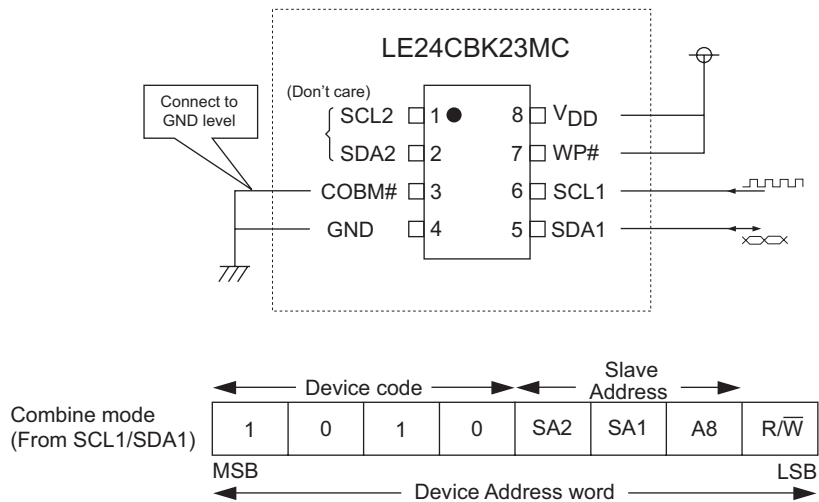 LE24CBK23MC
Connect to
GND level
(Don't care)
SCL2 1 8 VDD
SDA2 2 7 WP#
COBM# 3 6 SCL1
GND 4 5 SDA1
Device code Slave
Address
Combine mode
(From SCL1/SDA1) 1 0 1 0 SA2 SA1 A8 R/W̅
MSB LSB
Device Address word